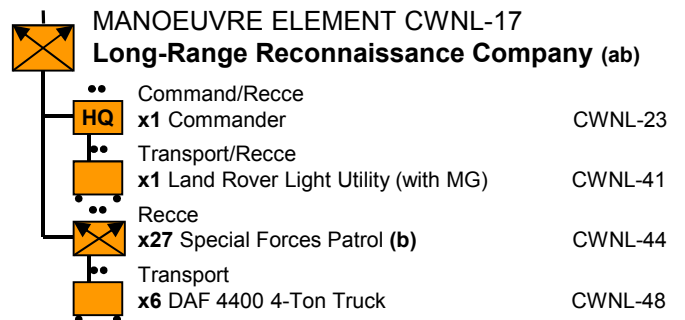 MANOEUVRE ELEMENT CWNL-17
Long-Range Reconnaissance Company (ab)
Command/Recce
HQ x1 Commander CWNL-23
Transport/Recce
x1 Land Rover Light Utility (with MG) CWNL-41
Recce
x27 Special Forces Patrol (b) CWNL-44
Transport
x6 DAF 4400 4-Ton Truck CWNL-48